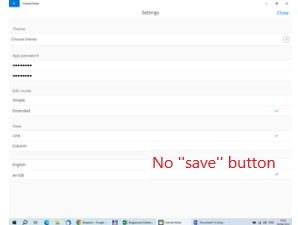 Settings
Close
Theme
Choose theme
App password
••••••••
••••••••
Edit mode
Simple
Extended
View
Line
Column
No "save" button
English
en-GB